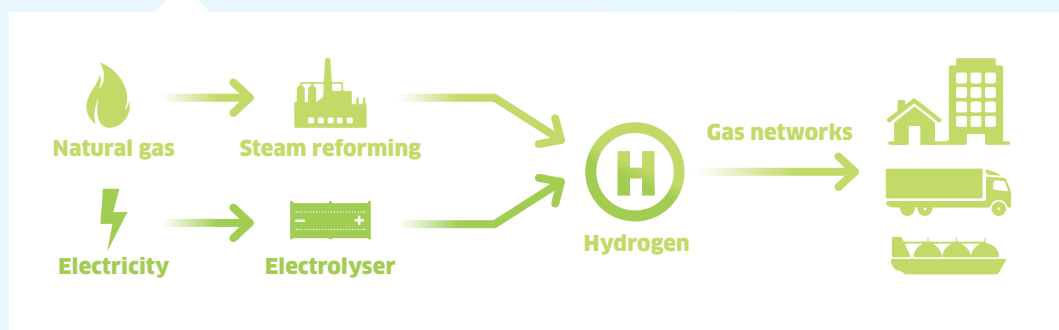 Natural gas
Steam reforming
Electricity
Electrolyser
H
Hydrogen
Gas networks